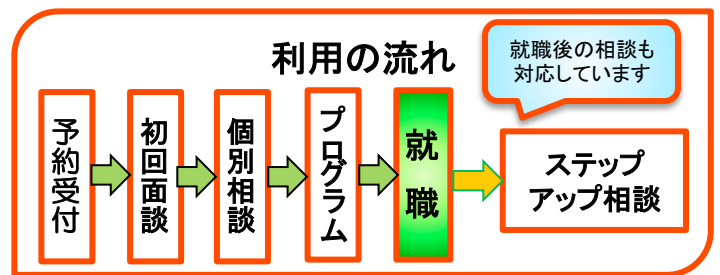 利用の流れ
就職後の相談も
対応しています
予約受付
初回面談
個別相談
プログラム
就職
ステップ
アップ相談